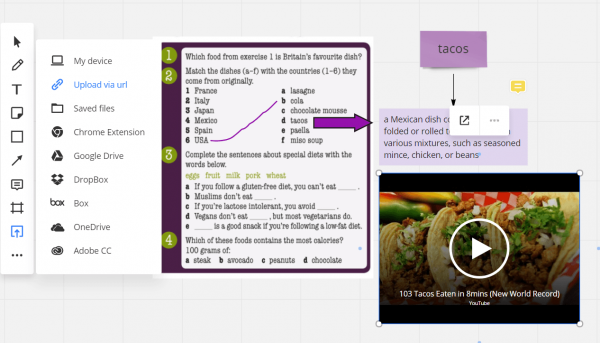 My device
Upload via url
Saved files
Chrome Extension
Google Drive
DropBox
Box
OneDrive
Adobe CC
1 Which food from exercise 1 is Britain's favourite dish?
2 Match the dishes (a–f) with the countries (1–6) they
come from originally.
1 France a lasagne
2 Italy b cola
3 Japan c chocolate mousse
4 Mexico d tacos
5 Spain e paella
6 USA f miso soup
3 Complete the sentences about special diets with the
words below.
eggs fruit milk pork wheat
a If you follow a gluten-free diet, you can't eat _____.
b Muslims don't eat _____.
c If you're lactose intolerant, you avoid _____.
d Vegans don't eat _____, but most vegetarians do.
e _____ is a good snack if you're following a low-fat diet.
4 Which of these foods contains the most calories?
100 grams of:
a steak b avocado c peanuts d chocolate
tacos
a Mexican dish
folded or rolled
various mixtures, such as seasoned
mince, chicken, or beans
103 Tacos Eaten in 8mins (New World Record)
YouTube